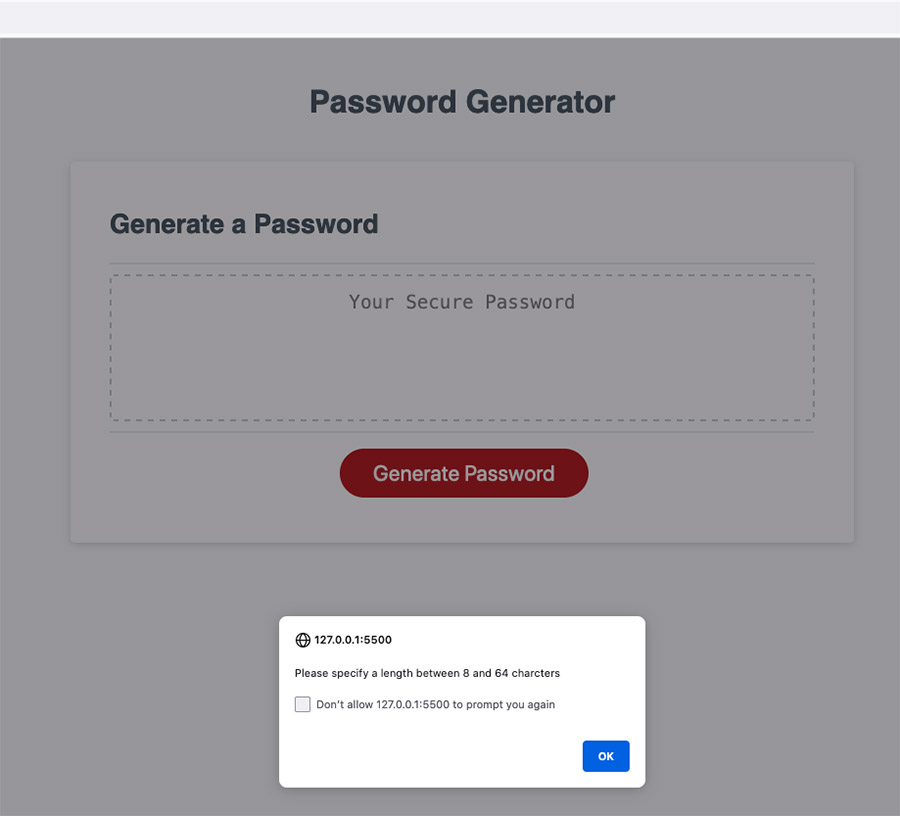 Password Generator
Generate a Password
Your Secure Password
Generate Password
127.0.0.1:5500
Please specify a length between 8 and 64 charcters
Don't allow 127.0.0.1:5500 to prompt you again
OK